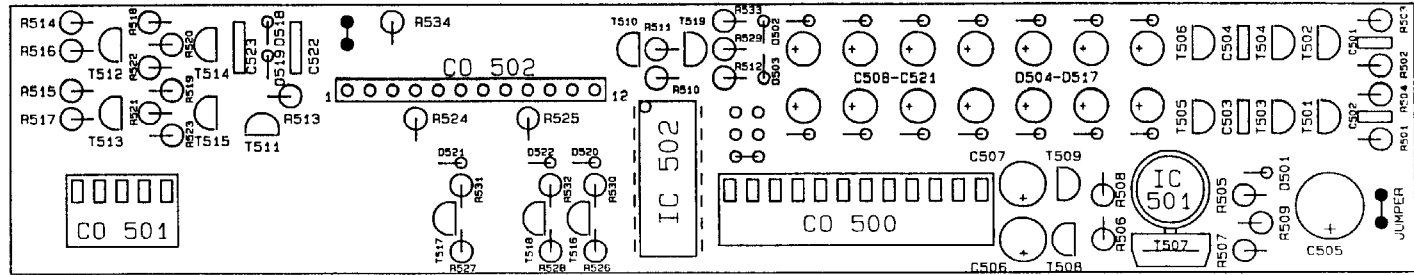 R514
R518
R520
D518
R534
T510
R511
T519
R533
D502
R503
R516
C523
C522
R529
T506
C504
T504
T502
C501
T512
R522
T514
D519
CO 502
R512
D503
C508-C521
D504-D517
R502
R515
R519
R510
R504
1
12
R517
R521
R513
R524
R525
T505
C503
T503
T501
C502
T513
R523
T515
T511
IC 502
R501
D521
D522
D520
C507
T509
D501
R531
R532
R530
R508
IC
501
R505
CO 501
CO 500
R509
JUMPER
T517
T518
T516
R506
T507
R507
C505
R527
R528
R526
C506
T508